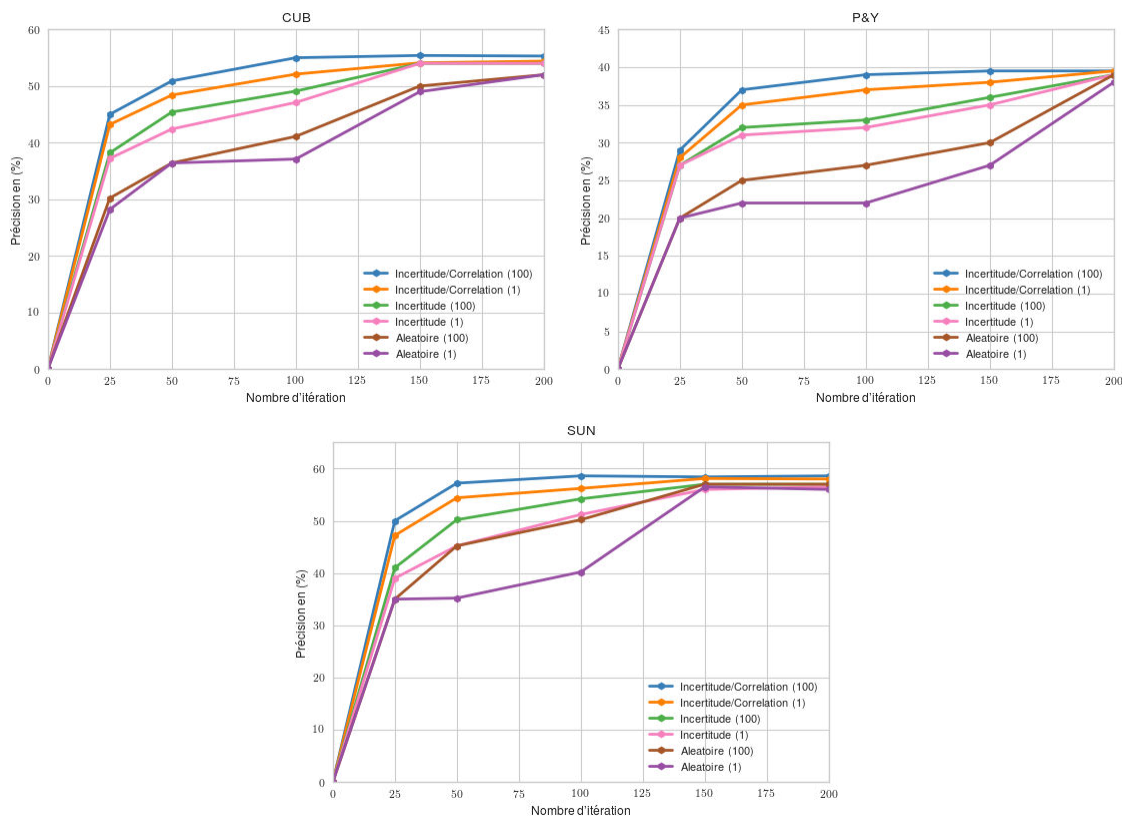 CUB
60
50
40
30
20
10
0
Précision en (%)
Incertitude/Correlation (100)
Incertitude/Correlation (1)
Incertitude (100)
Incertitude (1)
Aleatoire (100)
Aleatoire (1)
0 25 50 75 100 125 150 175 200
Nombre d'itération
P&Y
45
40
35
30
25
20
15
10
5
0
Précision en (%)
Incertitude/Correlation (100)
Incertitude/Correlation (1)
Incertitude (100)
Incertitude (1)
Aleatoire (100)
Aleatoire (1)
0 25 50 75 100 125 150 175 200
Nombre d'itération
SUN
60
50
40
30
20
10
0
Précision en (%)
Incertitude/Correlation (100)
Incertitude/Correlation (1)
Incertitude (100)
Incertitude (1)
Aleatoire (100)
Aleatoire (1)
0 25 50 75 100 125 150 175 200
Nombre d'itération